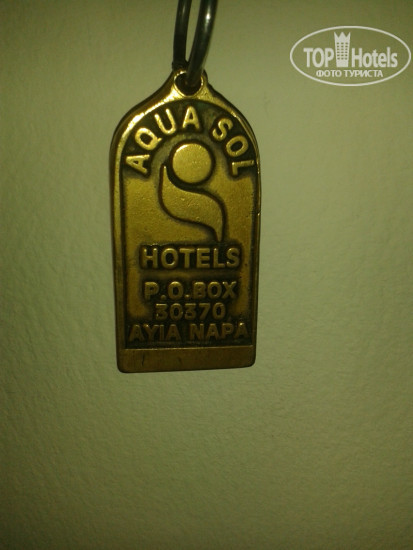 TOP Hotels
ФОТО ТУРИСТА
AQUA SOL
HOTELS
P.O.BOX
30370
AYIA NAPA